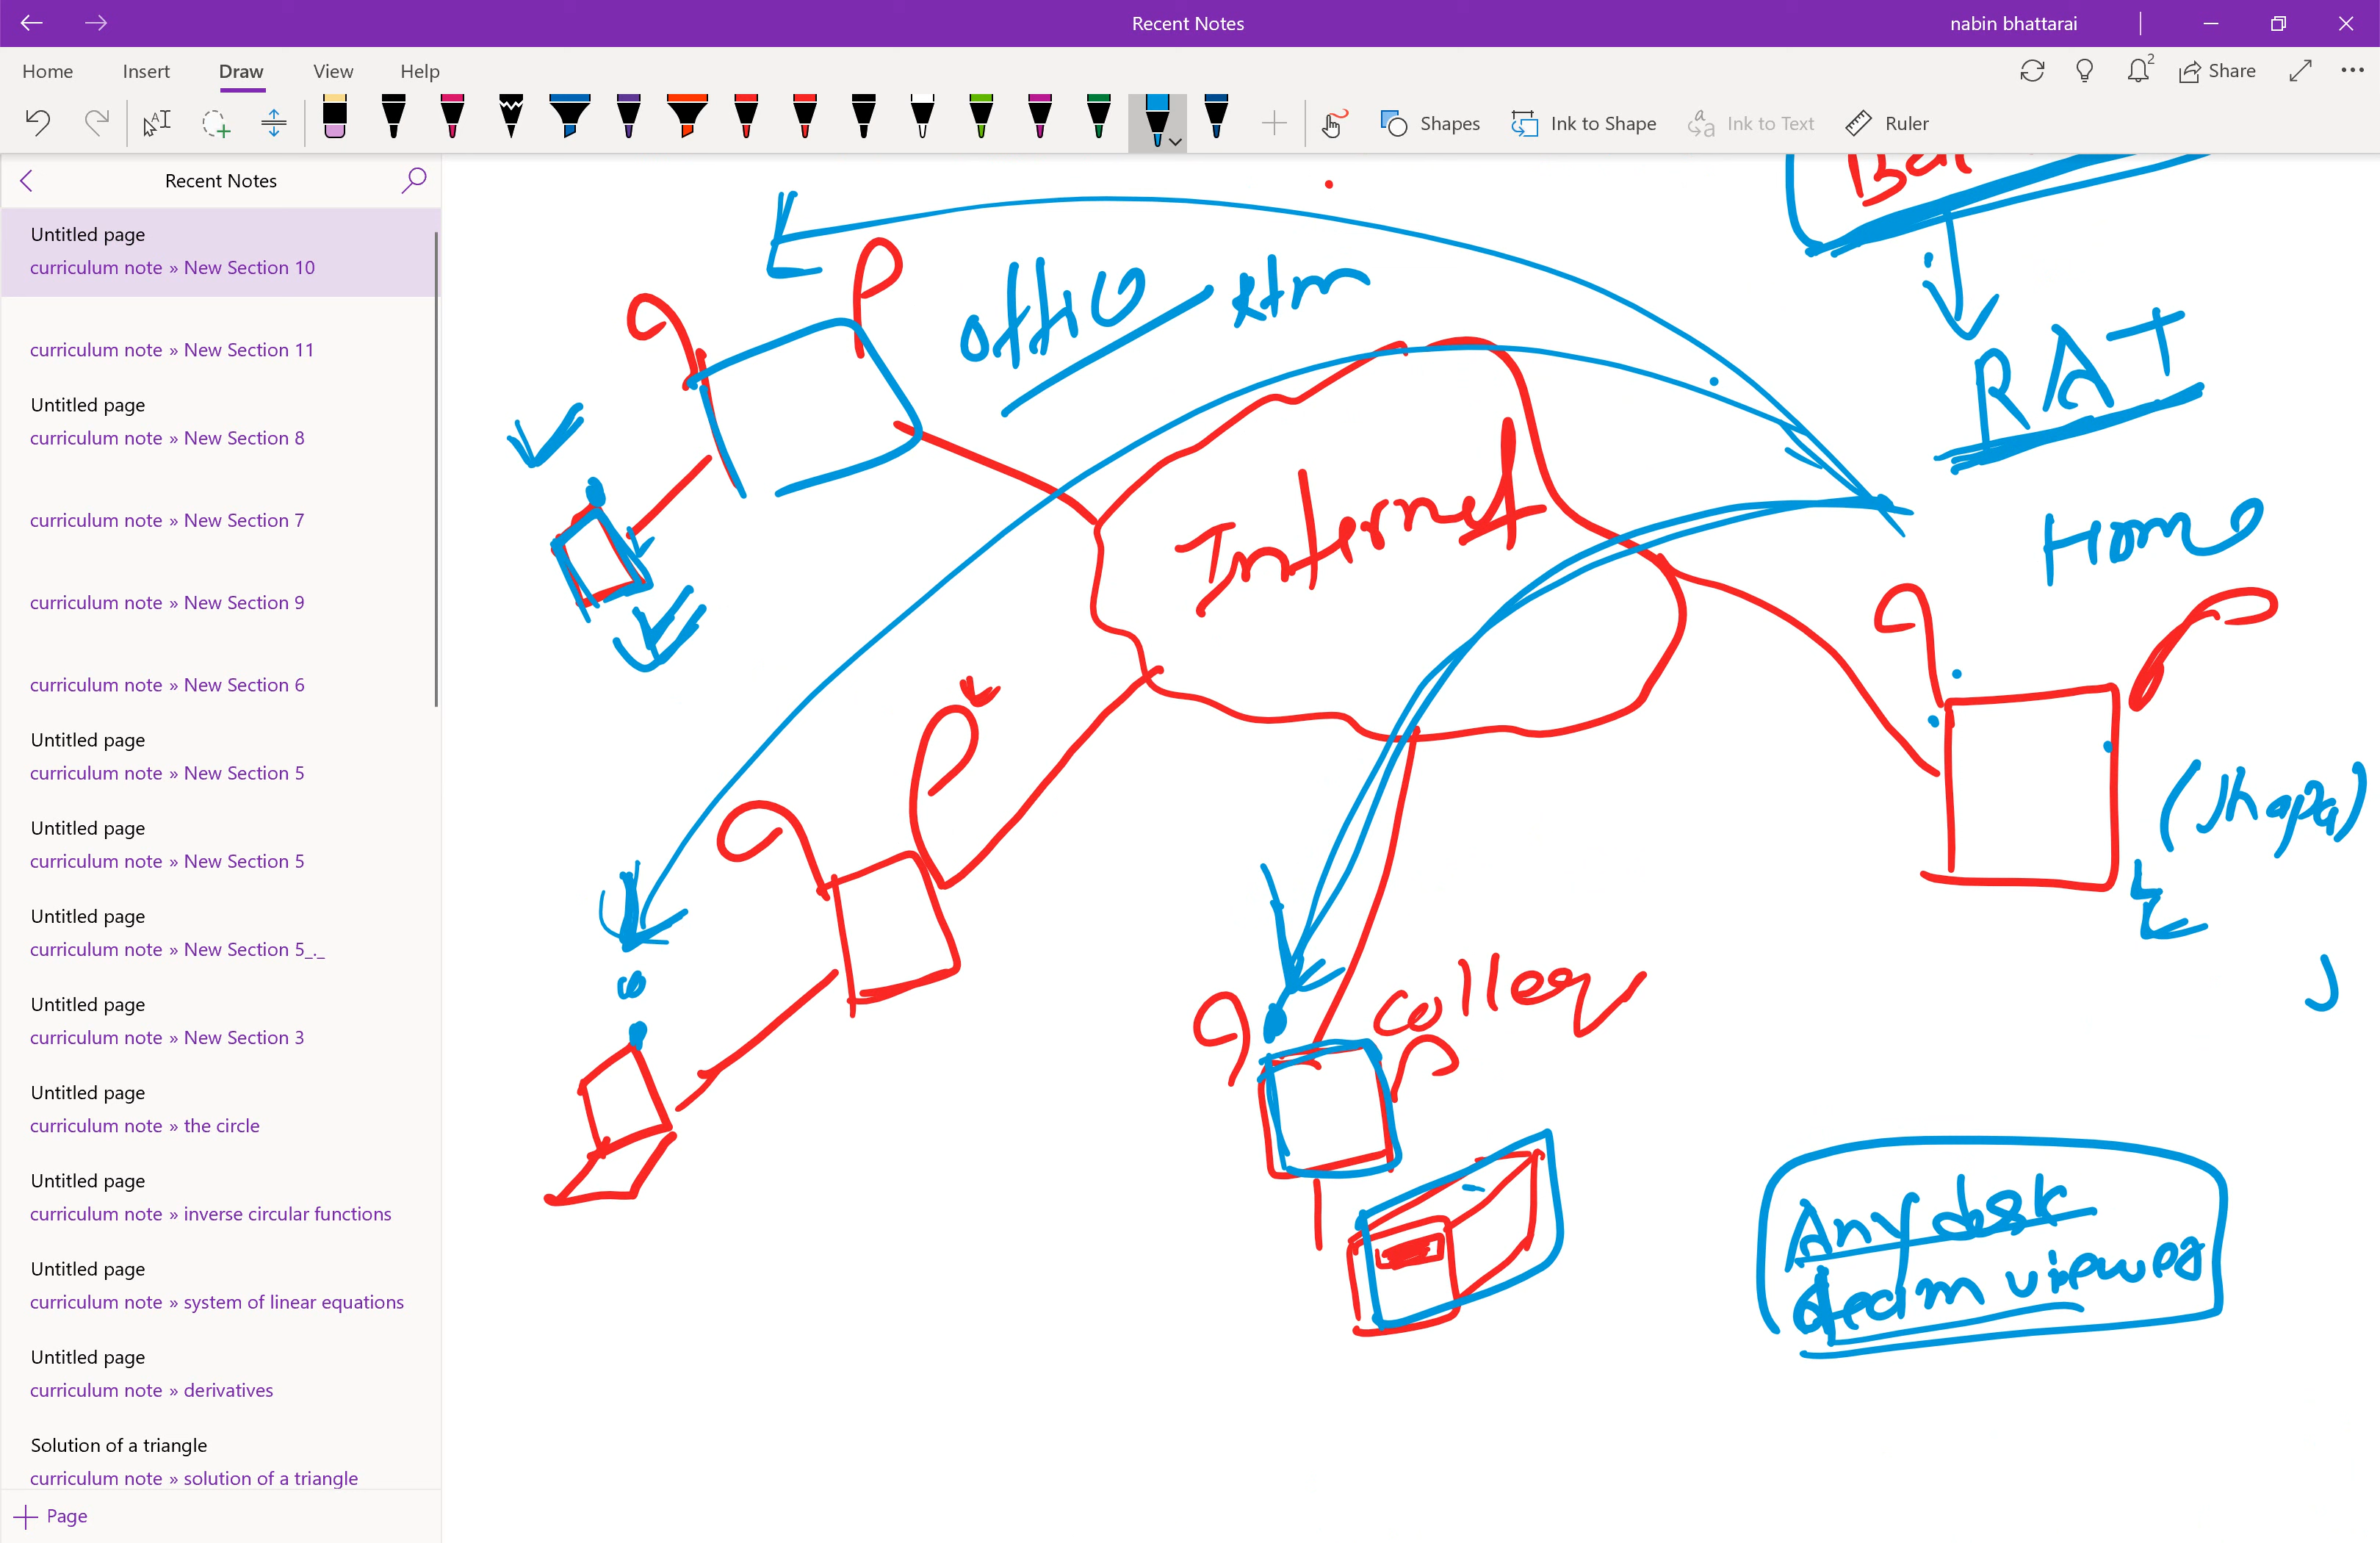 Recent Notes
nabin bhattarai
Home Insert Draw View Help
2 Share
Shapes Ink to Shape Ink to Text Ruler
Recent Notes
Untitled page
curriculum note » New Section 10
curriculum note » New Section 11
Untitled page
curriculum note » New Section 8
curriculum note » New Section 7
curriculum note » New Section 9
curriculum note » New Section 6
Untitled page
curriculum note » New Section 5
Untitled page
curriculum note » New Section 5
Untitled page
curriculum note » New Section 5_._
Untitled page
curriculum note » New Section 3
Untitled page
curriculum note » the circle
Untitled page
curriculum note » inverse circular functions
Untitled page
curriculum note » system of linear equations
Untitled page
curriculum note » derivatives
Solution of a triangle
curriculum note » solution of a triangle
Page
RAT
Internet
Home
(Jhapa)
J
Anydesk
team viewer